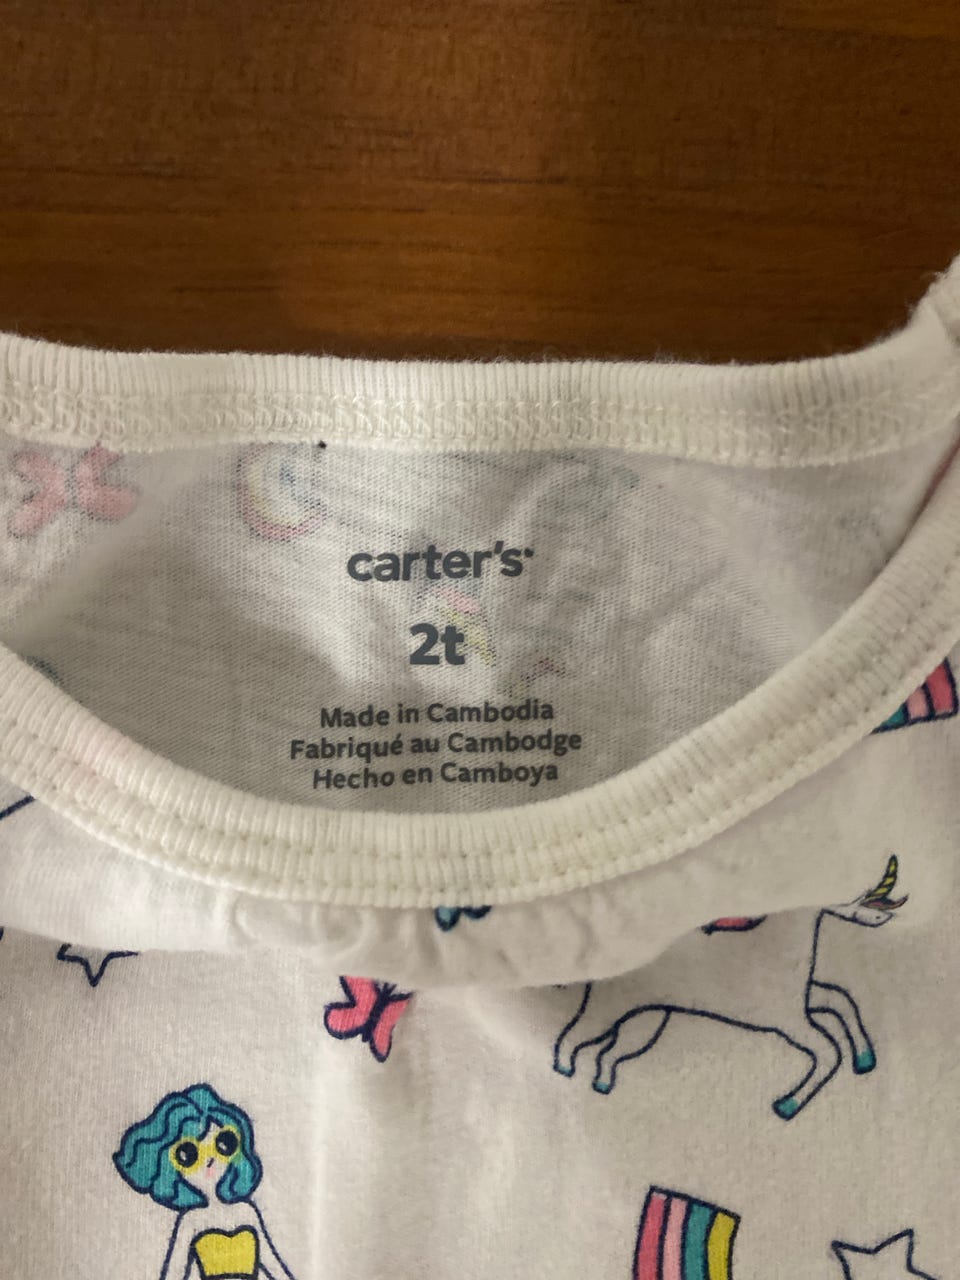 carter's
2t
Made in Cambodia
Fabriqué au Cambodge
Hecho en Camboya